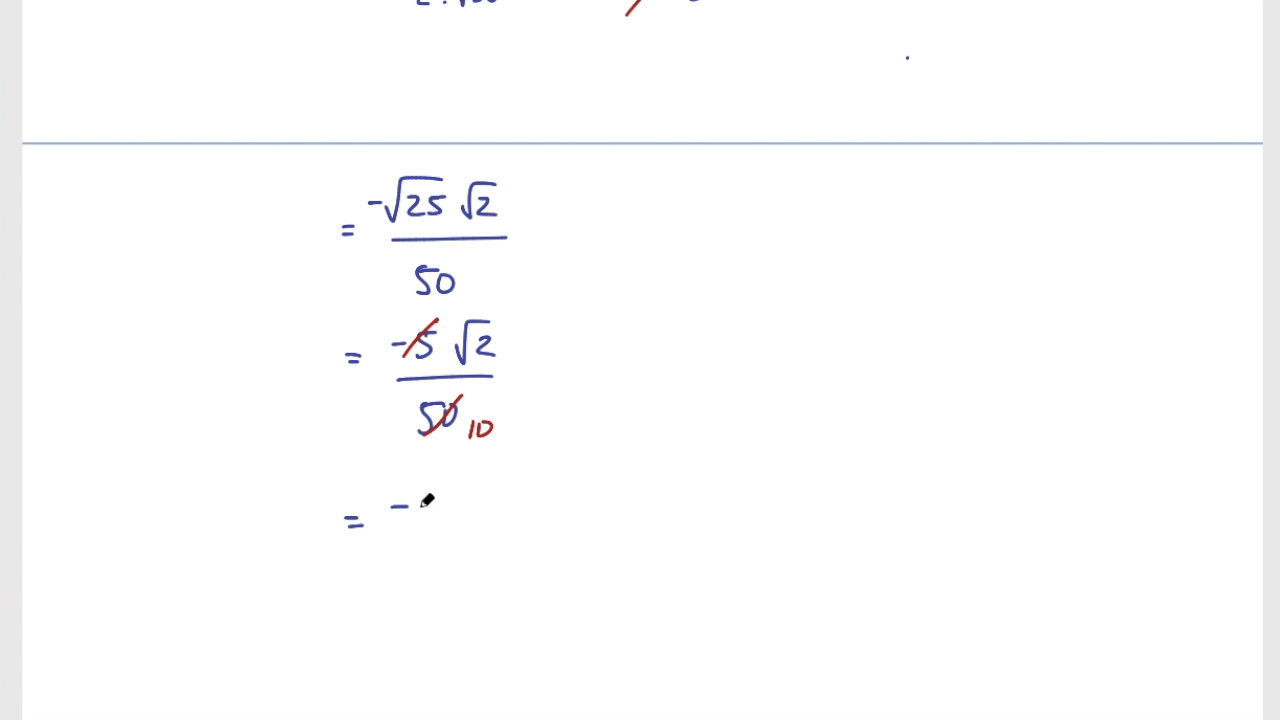 = -√25 √2
50
= -5 √2
50 10
= -